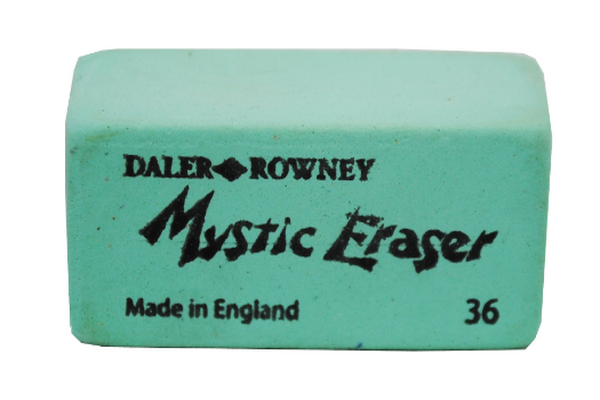 DALER ROWNEY
Mystic Eraser
Made in England 36